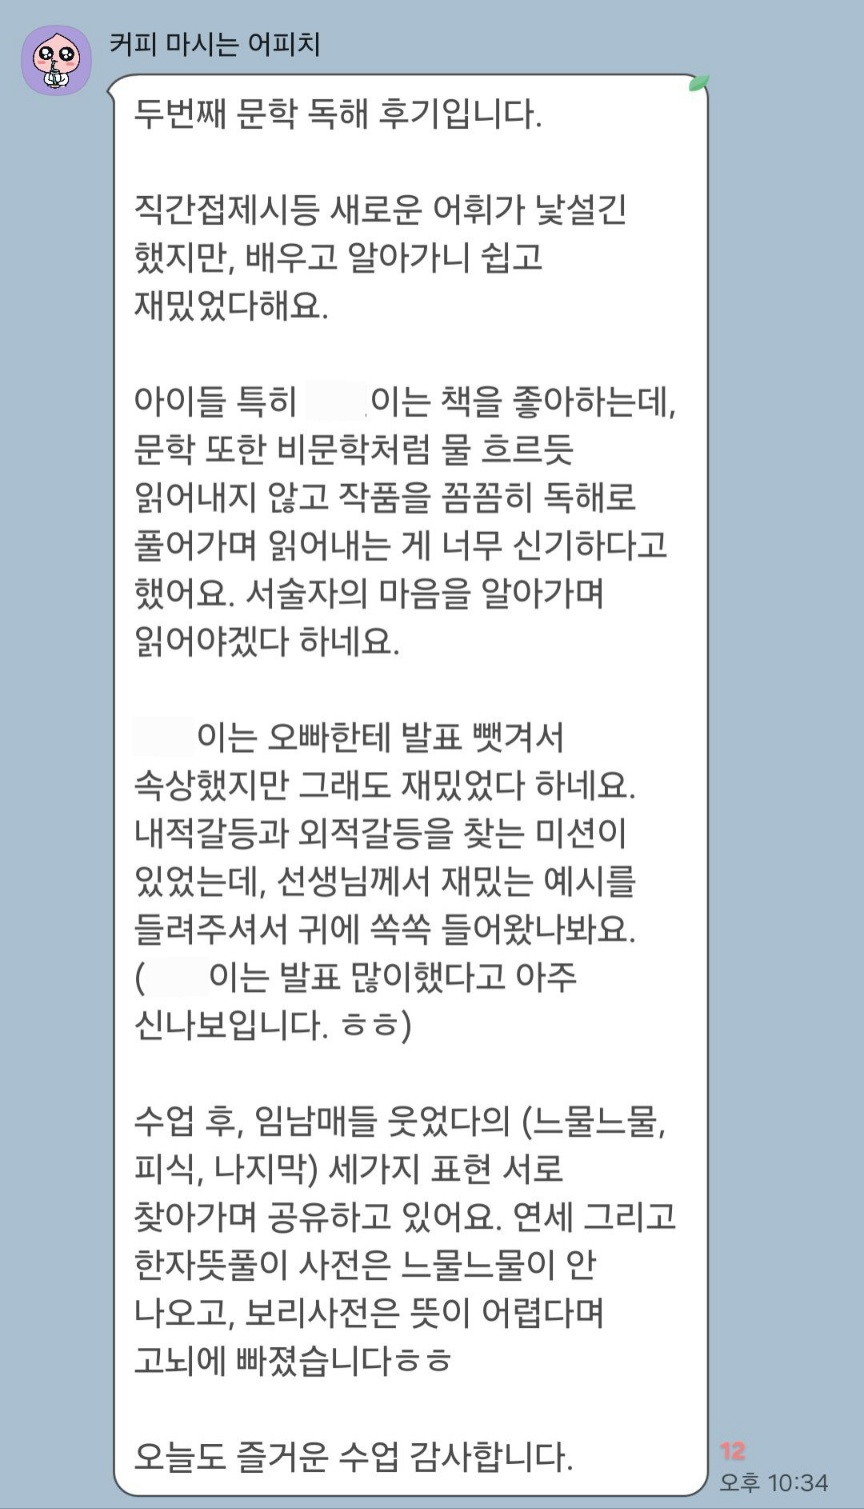 커피 마시는 어피치
두번째 문학 독해 후기입니다.
직간접제시등 새로운 어휘가 낯설긴
했지만, 배우고 알아가니 쉽고
재밌었다해요.
아이들 특히 이는 책을 좋아하는데,
문학 또한 비문학처럼 물 흐르듯
읽어내지 않고 작품을 꼼꼼히 독해로
풀어가며 읽어내는 게 너무 신기하다고
했어요. 서술자의 마음을 알아가며
읽어야겠다 하네요.
이는 오빠한테 발표 뺏겨서
속상했지만 그래도 재밌었다 하네요.
내적갈등과 외적갈등을 찾는 미션이
있었는데, 선생님께서 재밌는 예시를
들려주셔서 귀에 쏙쏙 들어왔나봐요.
( 이는 발표 많이했다고 아주
신나보입니다. ㅎㅎ)
수업 후, 임남매들 웃었다의 (느물느물,
피식, 나지막) 세가지 표현 서로
찾아가며 공유하고 있어요. 연세 그리고
한자뜻풀이 사전은 느물느물이 안
나오고, 보리사전은 뜻이 어렵다며
고뇌에 빠졌습니다ㅎㅎ
오늘도 즐거운 수업 감사합니다.
12
오후 10:34